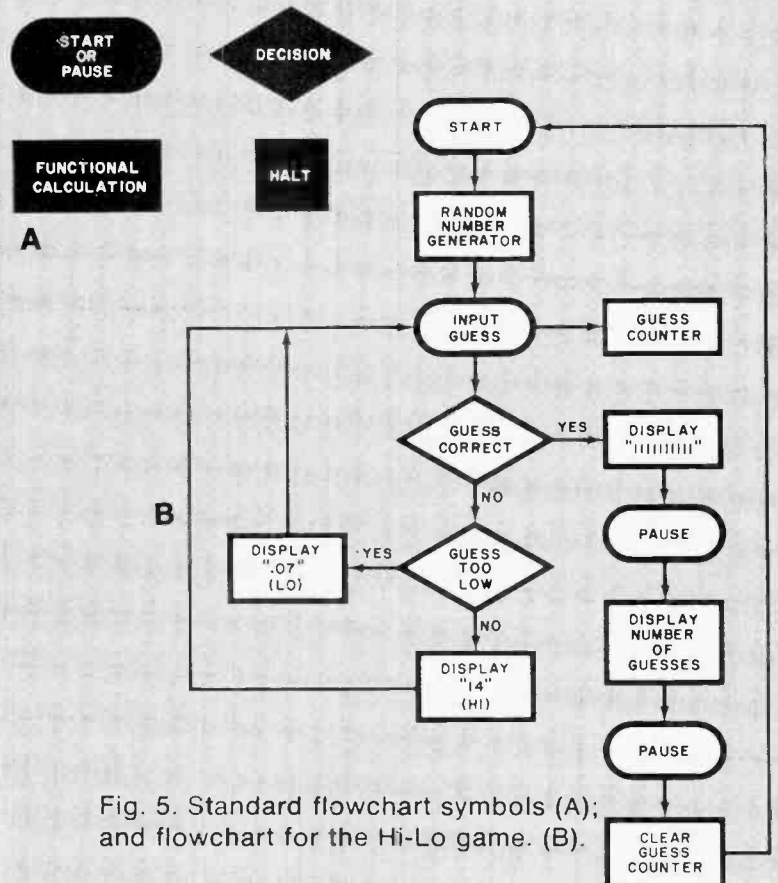 START
OR
PAUSE
DECISION
FUNCTIONAL
CALCULATION
HALT
A
START
RANDOM
NUMBER
GENERATOR
INPUT
GUESS
GUESS
COUNTER
GUESS
CORRECT
YES
DISPLAY
"||||||||||"
NO
B
PAUSE
DISPLAY
".07"
(LO)
YES
GUESS
TOO
LOW
NO
DISPLAY
NUMBER
OF
GUESSES
DISPLAY
"14"
(HI)
PAUSE
CLEAR
GUESS
COUNTER
Fig. 5. Standard flowchart symbols (A);
and flowchart for the Hi-Lo game. (B).